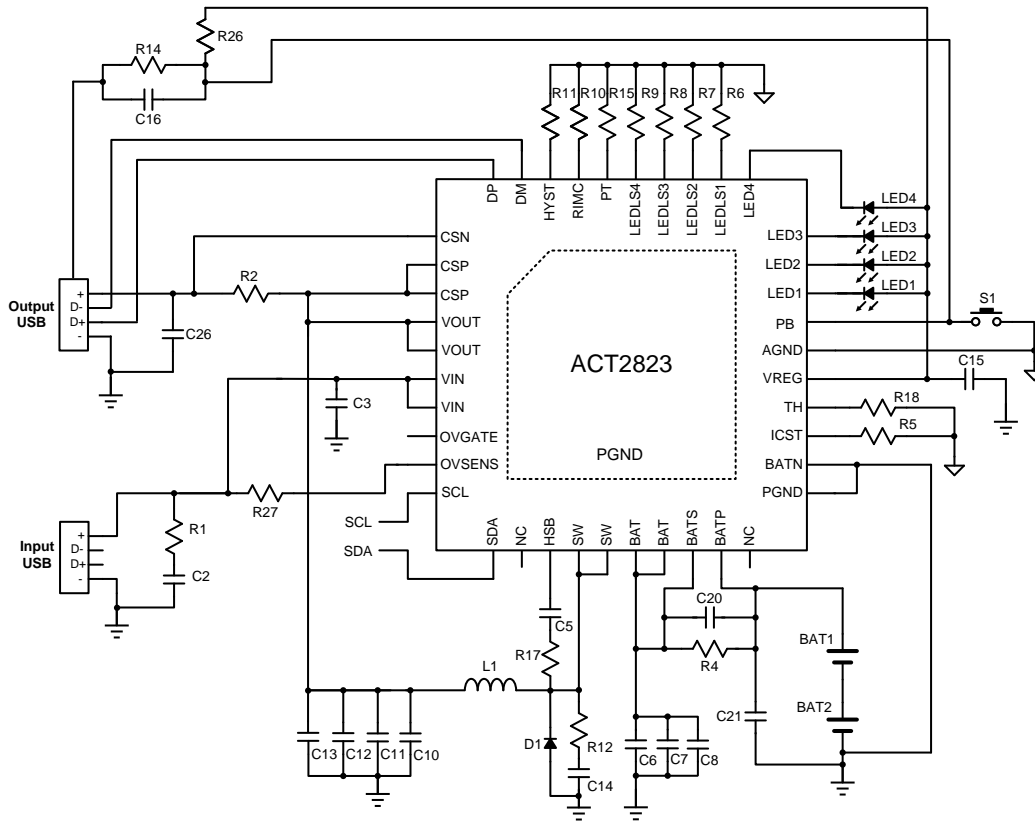 R26
R14
C16
R11 R10 R15 R9 R8 R7 R6
DP DM HYST RIMC PT LEDLS4 LEDLS3 LEDLS2 LEDLS1 LED4
LED4
CSN LED3 LED3
CSP LED2 LED2
R2
CSP LED1 LED1
S1
Output
USB
+
D-
D+
-
C26
VOUT PB
VOUT AGND
ACT2823
C15
VIN VREG
C3
VIN TH R18
OVGATE ICST R5
PGND
OVSENS BATN
R27
SCL PGND
Input
USB
+
D-
D+
-
R1
C2
SCL
SDA
SDA NC HSB SW SW BAT BAT BATS BATP NC
C5
C20
R17
R4
BAT1
L1
BAT2
C21
C13 C12 C11 C10
D1
R12
C14
C6 C7 C8